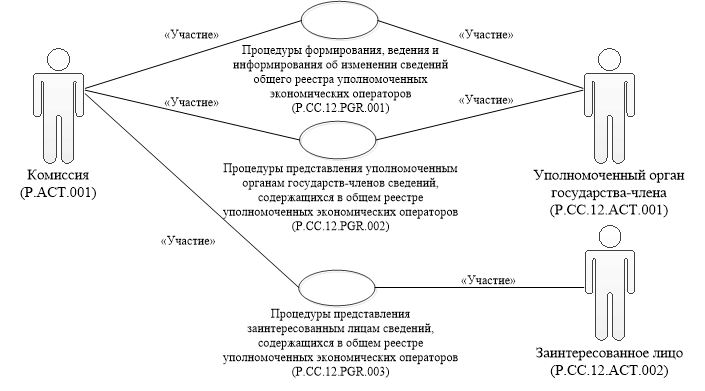 «Участие»
«Участие»
Процедуры формирования, ведения и
информирования об изменении сведений
общего реестра уполномоченных
экономических операторов
(P.CC.12.PGR.001)
«Участие»
«Участие»
Комиссия
(P.ACT.001)
Процедуры представления уполномоченным
органам государств-членов сведений,
содержащихся в общем реестре
уполномоченных экономических операторов
(P.CC.12.PGR.002)
Уполномоченный орган
государства-члена
(P.CC.12.ACT.001)
«Участие»
«Участие»
Процедуры представления
заинтересованным лицам сведений,
содержащихся в общем реестре
уполномоченных экономических операторов
(P.CC.12.PGR.003)
Заинтересованное лицо
(P.CC.12.ACT.002)